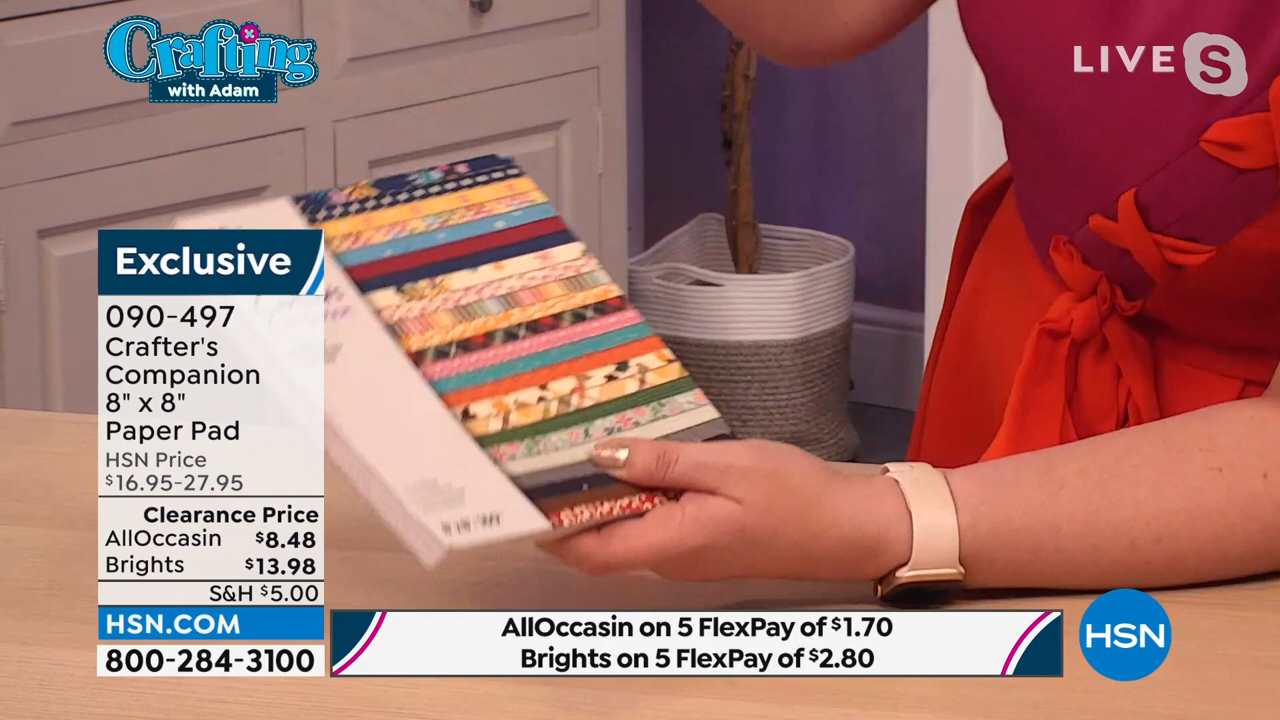 Crafting
with Adam
LIVE S
Exclusive
090-497
Crafter's
Companion
8" x 8"
Paper Pad
HSN Price
$16.95-27.95
Clearance Price
AllOccasin $8.48
Brights $13.98
S&H $5.00
HSN.COM
800-284-3100
AllOccasin on 5 FlexPay of $1.70
Brights on 5 FlexPay of $2.80
HSN